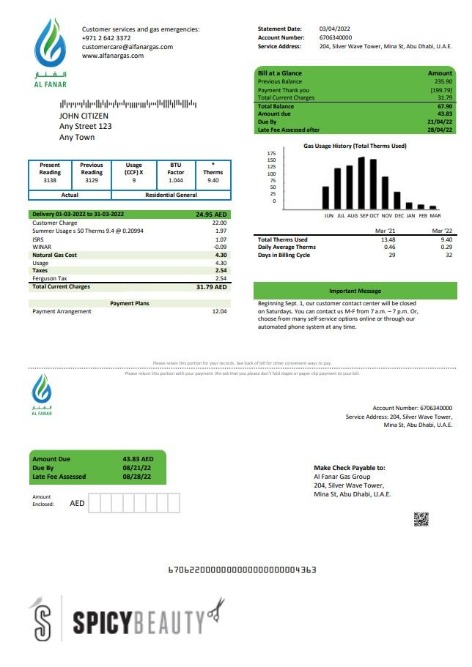 Customer services and gas emergencies:
+971 2 642 3372
customercare@alfanargas.com
www.alfanargas.com
الفنار
AL FANAR
Statement Date: 03/04/2022
Account Number: 6706340000
Service Address: 204, Silver Wave Tower, Mina St, Abu Dhabi, U.A.E.
JOHN CITIZEN
Any Street 123
Any Town
Bill at a Glance Amount
Previous Balance 235.90
Payment Thank you [199.79]
Total Current Charges 31.79
Total Balance 67.90
Amount due 43.83
Due By 21/04/22
Late Fee Assessed after 28/04/22
Present Reading Previous Reading Usage (CCF) X BTU Factor * Therms
3138 3129 9 1.044 9.40
Actual Residential General
Gas Usage History (Total Therms Used)
175
150
125
100
75
50
25
0
JUN JUL AUG SEP OCT NOV DEC JAN FEB MAR
Mar '21 Mar '22
Total Therms Used 13.48 9.40
Daily Average Therms 0.46 0.29
Days in Billing Cycle 29 32
Delivery 01-03-2022 to 31-03-2022 24.95 AED
Customer Charge 22.00
Summer Usage ≤ 50 Therms 9.4 @ 0.20994 1.97
ISRS 1.07
WINAR -0.09
Natural Gas Cost 4.30
Usage 4.30
Taxes 2.54
Ferguson Tax 2.54
Total Current Charges 31.79 AED
Payment Plans
Payment Arrangement 12.04
Important Message
Beginning Sept. 1, our customer contact center will be closed
on Saturdays. You can contact us M-F from 7 a.m. – 7 p.m. Or,
choose from many self-service options online or through our
automated phone system at any time.
Please retain this portion for your records. See back of bill for other convenient ways to pay.
Please return this portion with your payment. We ask that you please don't fold staple or paper clip payment to your bill.
الفنار
AL FANAR
Account Number: 6706340000
Service Address: 204, Silver Wave Tower,
Mina St, Abu Dhabi, U.A.E.
Amount Due 43.83 AED
Due By 08/21/22
Late Fee Assessed 08/28/22
Amount Enclosed: AED
Make Check Payable to:
Al Fanar Gas Group
204, Silver Wave Tower,
Mina St, Abu Dhabi, U.A.E.
SPICYBEAUTY